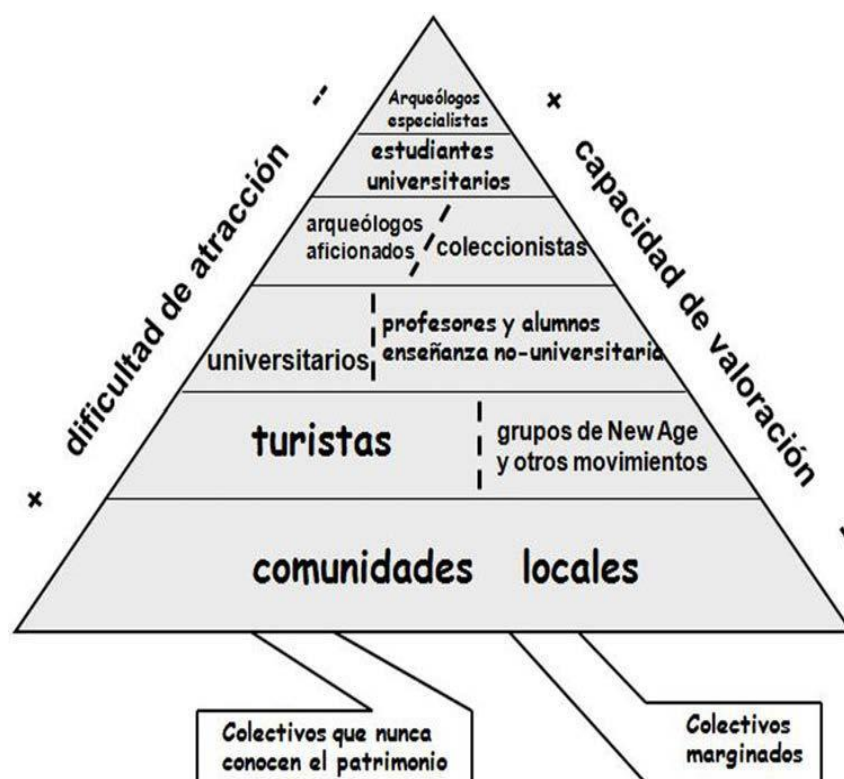 Arqueólogos
especialistas
estudiantes
universitarios
arqueólogos
aficionados
coleccionistas
universitarios
profesores y alumnos
enseñanza no-universitaria
turistas
grupos de New Age
y otros movimientos
comunidades locales
Colectivos que nunca
conocen el patrimonio
Colectivos
marginados
+ dificultad de atracción --
+ capacidad de valoración -